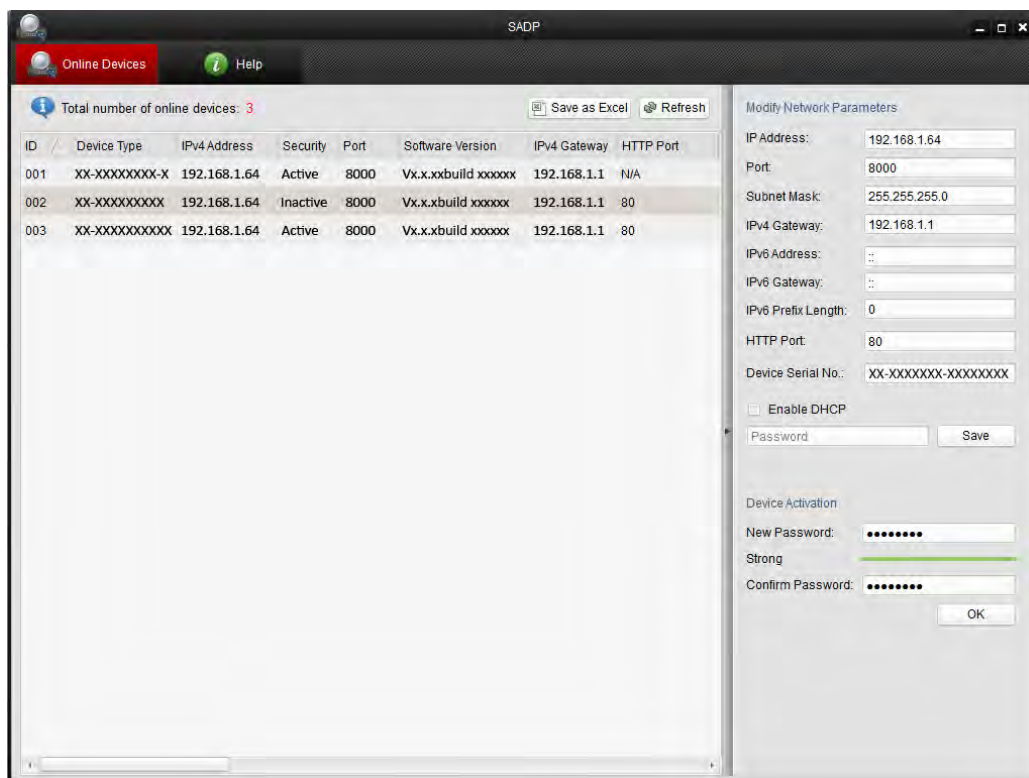 SADP
Online Devices Help
Total number of online devices: 3 Save as Excel Refresh
ID Device Type IPv4 Address Security Port Software Version IPv4 Gateway HTTP Port
001 XX-XXXXXXXX-X 192.168.1.64 Active 8000 Vx.x.xxbuild xxxxxx 192.168.1.1 N/A
002 XX-XXXXXXXXX 192.168.1.64 Inactive 8000 Vx.x.xbuild xxxxxx 192.168.1.1 80
003 XX-XXXXXXXXXX 192.168.1.64 Active 8000 Vx.x.xbuild xxxxxx 192.168.1.1 80
Modify Network Parameters
IP Address: 192.168.1.64
Port: 8000
Subnet Mask: 255.255.255.0
IPv4 Gateway: 192.168.1.1
IPv6 Address: ::
IPv6 Gateway: ::
IPv6 Prefix Length: 0
HTTP Port: 80
Device Serial No.: XX-XXXXXXX-XXXXXXXX
Enable DHCP
Password Save
Device Activation
New Password: ●●●●●●●●
Strong
Confirm Password: ●●●●●●●●
OK